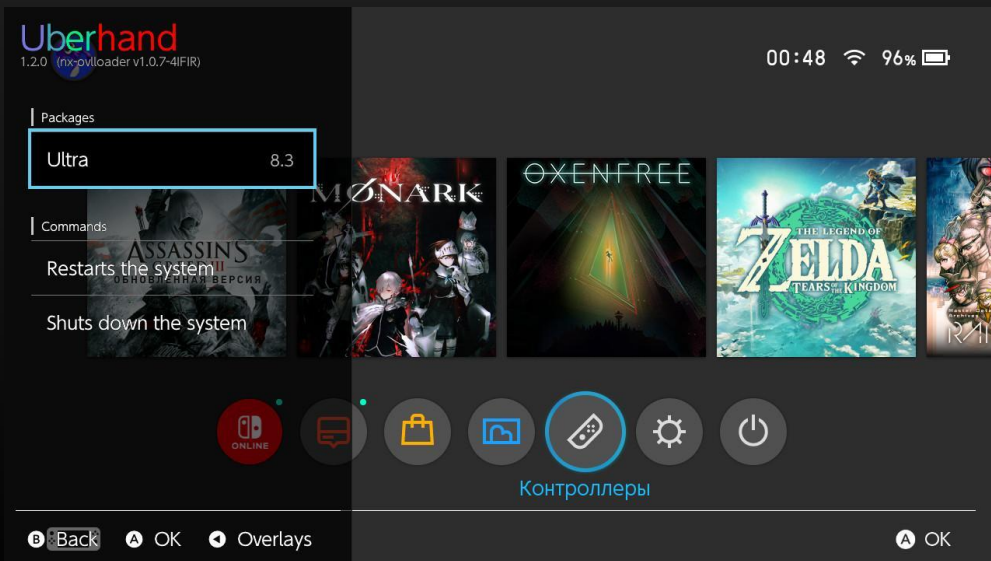 Uberhand
1.2.0 (nx-ovlloader v1.0.7-4IFIR)
00:48 96%
Packages
Ultra 8.3
Commands
Restarts the system
Shuts down the system
ASSASSIN'S
III
ОБНОВЛЕННАЯ ВЕРСИЯ
MONARK
OXENFREE
THE LEGEND OF
ZELDA
TEARS OF THE KINGDOM
ONLINE
Контроллеры
B Back A OK Overlays
A OK